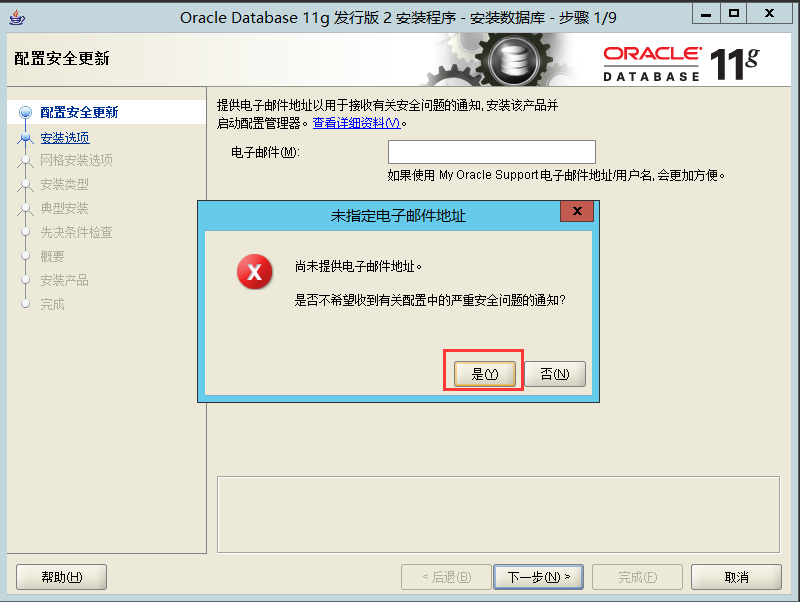 Oracle Database 11g 发行版 2 安装程序 - 安装数据库 - 步骤 1/9
配置安全更新
ORACLE
DATABASE
11g
配置安全更新
安装选项
网格安装选项
安装类型
典型安装
先决条件检查
概要
安装产品
完成
提供电子邮件地址以用于接收有关安全问题的通知, 安装该产品并
启动配置管理器。查看详细资料(V)。
电子邮件(M):
如果使用 My Oracle Support 电子邮件地址/用户名, 会更加方便。
未指定电子邮件地址
X
尚未提供电子邮件地址。
是否不希望收到有关配置中的严重安全问题的通知?
是(Y)
否(N)
帮助(H)
< 后退(B)
下一步(N) >
完成(F)
取消